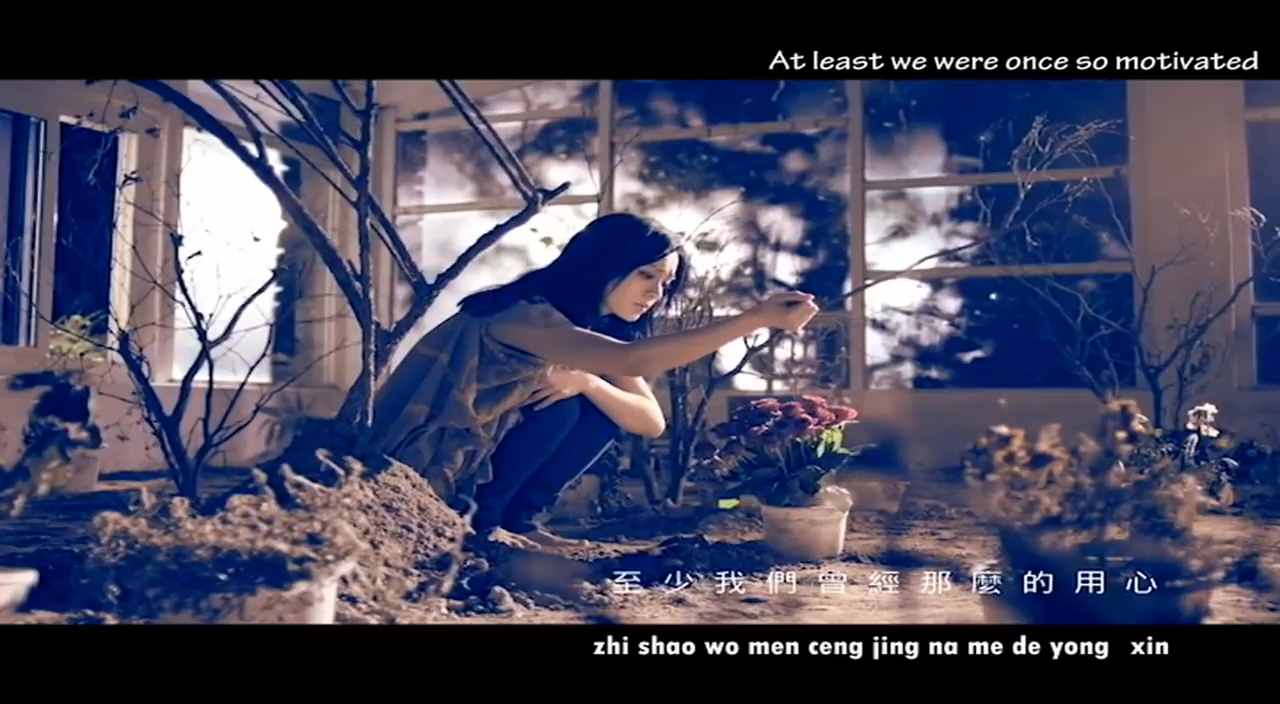 At least we were once so motivated
至少我們曾經那麼的用心
zhi shao wo men ceng jing na me de yong xin